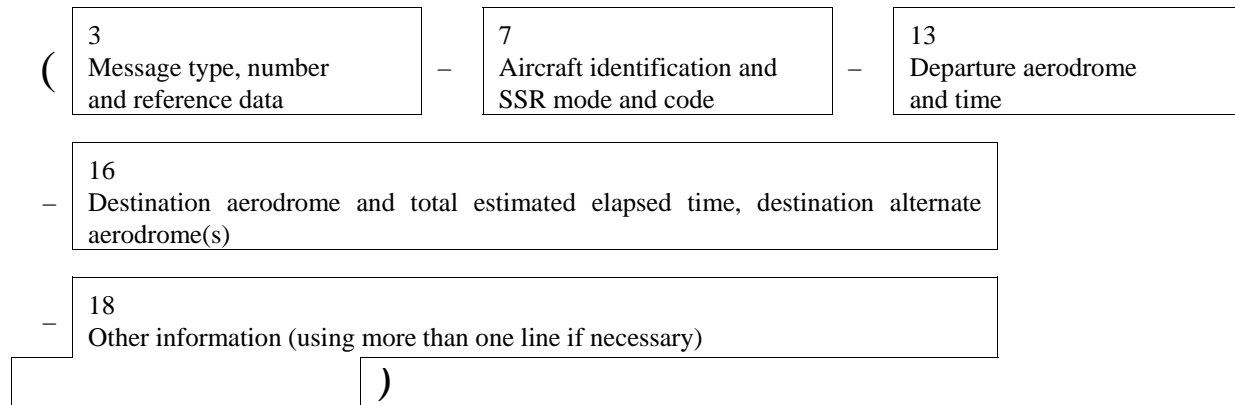 ( 3 7 13
Message type, number – Aircraft identification and – Departure aerodrome
and reference data SSR mode and code and time
16
– Destination aerodrome and total estimated elapsed time, destination alternate
aerodrome(s)
18
– Other information (using more than one line if necessary)
)